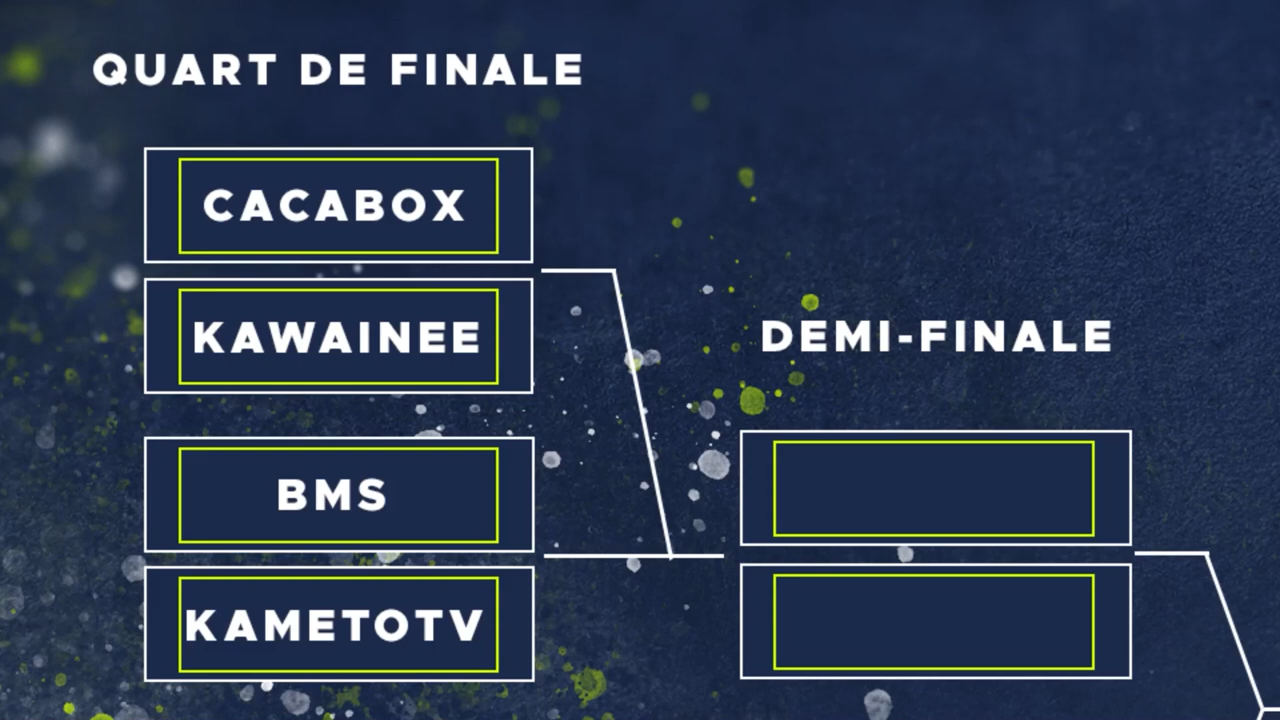 QUART DE FINALE
CACABOX
KAWAINEE
DEMI-FINALE
BMS
KAMETOTV